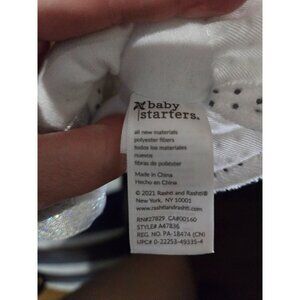 baby
starters®
all new materials
polyester fibers
todos los materiales
nuevos
fibras de poliéster
Made in China
Hecho en China
© 2021 Rashti and Rashti®
New York, NY 10001
www.rashtiandrashti.com
RN#27829 CA#00160
STYLE# A47836
REG. NO. PA-18474 (CN)
UPC# 0-22253-49335-4